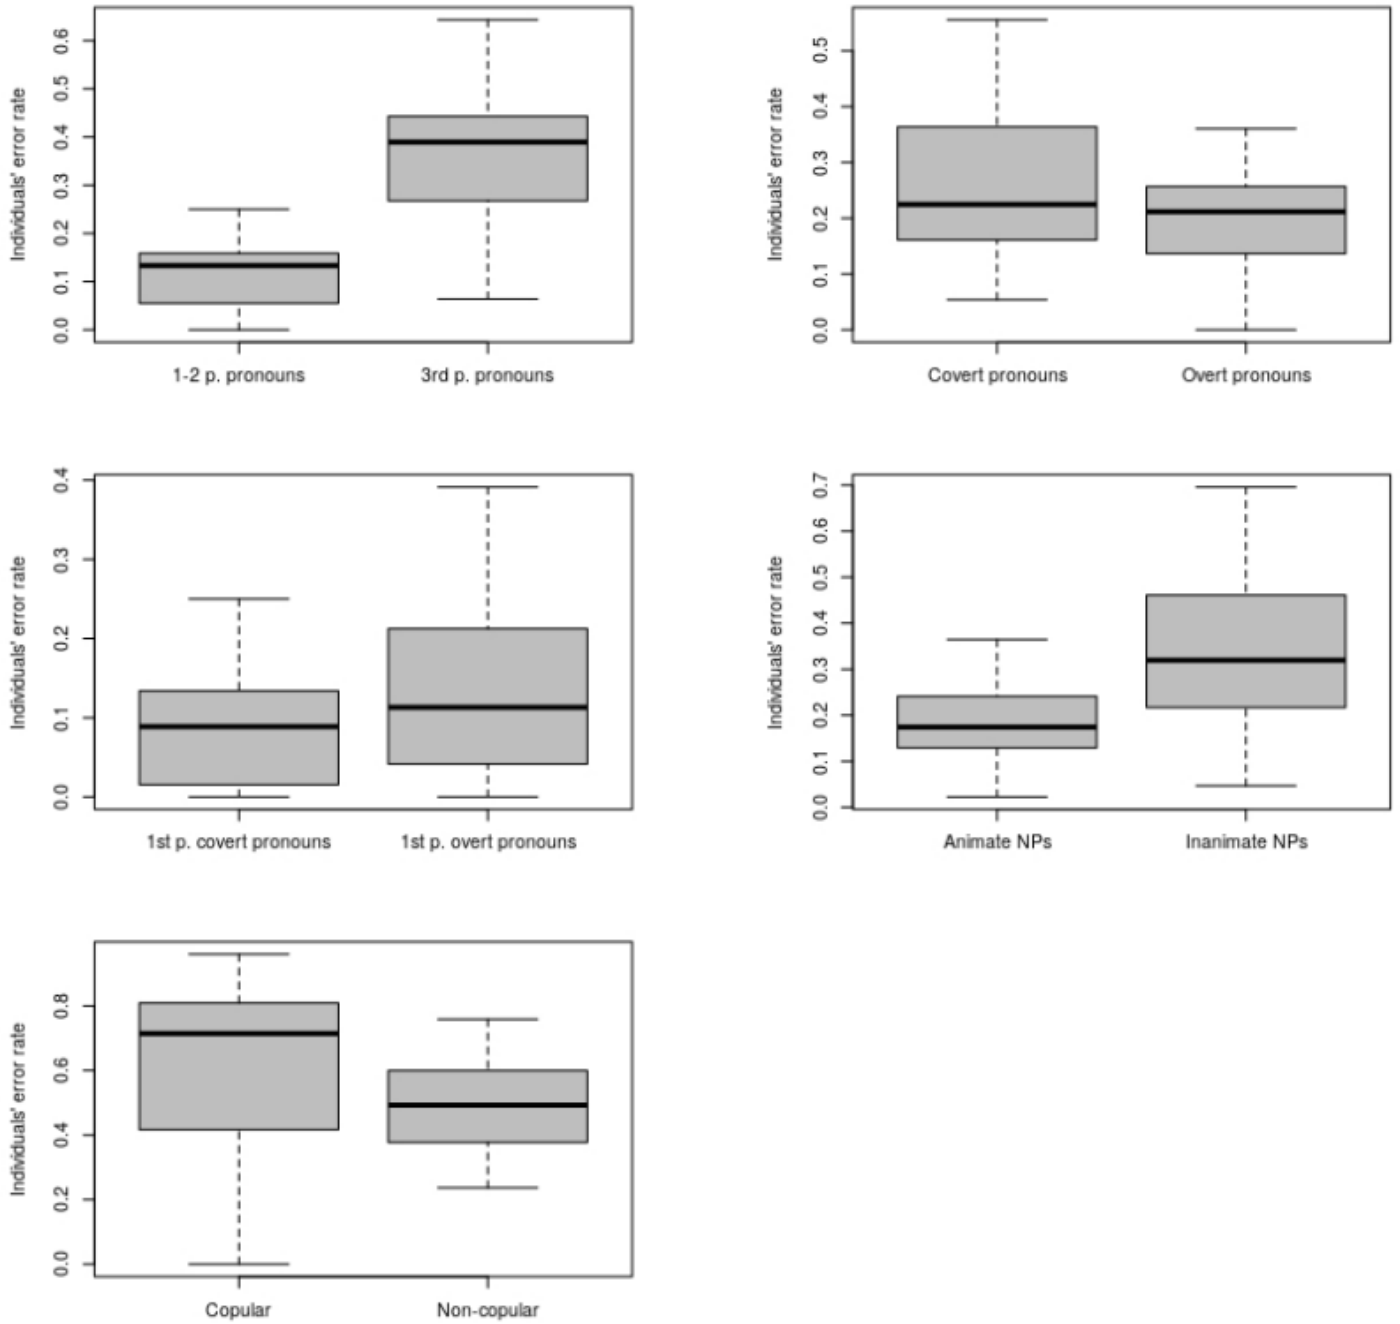 Individuals' error rate
0.0 0.1 0.2 0.3 0.4 0.5 0.6
1-2 p. pronouns 3rd p. pronouns
Individuals' error rate
0.0 0.1 0.2 0.3 0.4 0.5
Covert pronouns Overt pronouns
Individuals' error rate
0.0 0.1 0.2 0.3 0.4
1st p. covert pronouns 1st p. overt pronouns
Individuals' error rate
0.0 0.1 0.2 0.3 0.4 0.5 0.6 0.7
Animate NPs Inanimate NPs
Individuals' error rate
0.0 0.2 0.4 0.6 0.8
Copular Non-copular